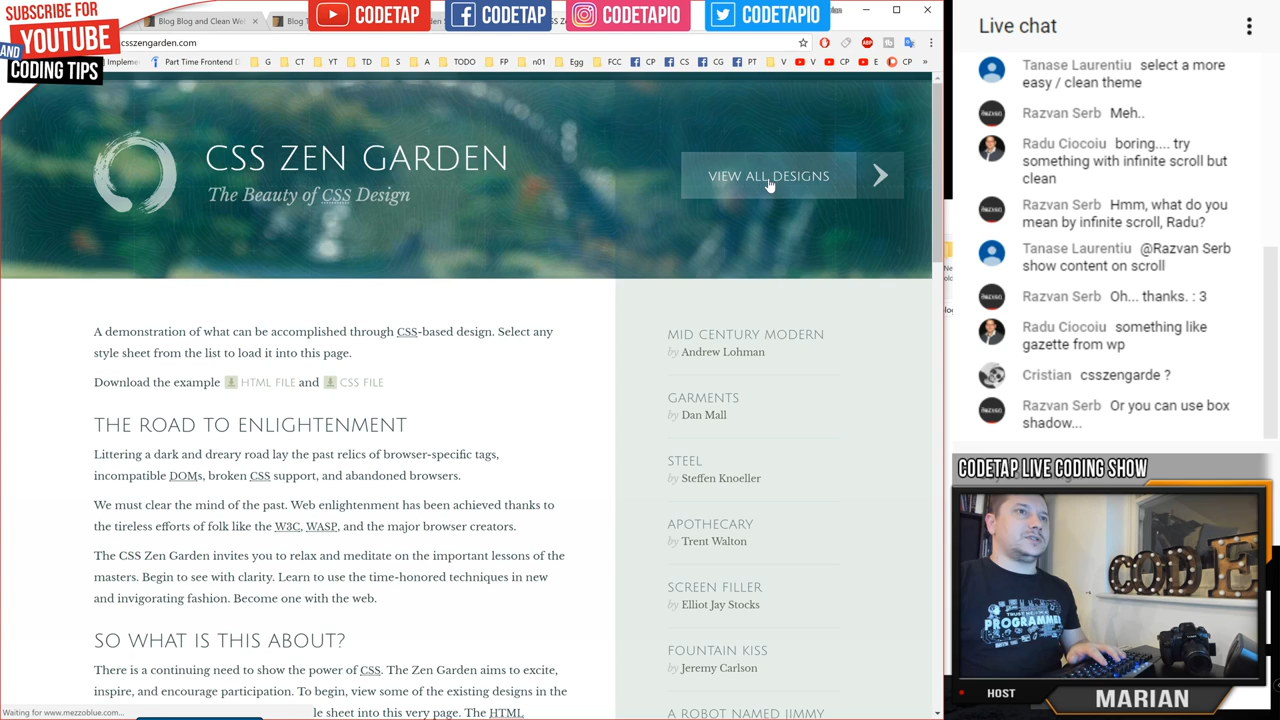 SUBSCRIBE FOR
YOUTUBE
AND
CODING TIPS
Blog Blog and Clean We
Blog T
CODETAP
CODETAP
CODETAPIO
CODETAPIO
csszengarden.com
Impleme
Part Time Frontend D
G
CT
YT
TD
S
A
TODO
FP
n01
Egg
FCC
CP
CS
CG
PT
V
CP
E
CP
»
CSS ZEN GARDEN
The Beauty of CSS Design
VIEW ALL DESIGNS
A demonstration of what can be accomplished through CSS-based design. Select any
style sheet from the list to load it into this page.
Download the example HTML FILE and CSS FILE
THE ROAD TO ENLIGHTENMENT
Littering a dark and dreary road lay the past relics of browser-specific tags,
incompatible DOMs, broken CSS support, and abandoned browsers.
We must clear the mind of the past. Web enlightenment has been achieved thanks to
the tireless efforts of folk like the W3C, WASP, and the major browser creators.
The CSS Zen Garden invites you to relax and meditate on the important lessons of the
masters. Begin to see with clarity. Learn to use the time-honored techniques in new
and invigorating fashion. Become one with the web.
SO WHAT IS THIS ABOUT?
There is a continuing need to show the power of CSS. The Zen Garden aims to excite,
inspire, and encourage participation. To begin, view some of the existing designs in the
le sheet into this very page. The HTML
Waiting for www.mezzoblue.com...
MID CENTURY MODERN
by Andrew Lohman
GARMENTS
by Dan Mall
STEEL
by Steffen Knoeller
APOTHECARY
by Trent Walton
SCREEN FILLER
by Elliot Jay Stocks
FOUNTAIN KISS
by Jeremy Carlson
A ROBOT NAMED JIMMY
Live chat
Tanase Laurentiu select a more
easy / clean theme
Razvan Serb Meh..
Radu Ciocoiu boring.... try
something with infinite scroll but
clean
Razvan Serb Hmm, what do you
mean by infinite scroll, Radu?
Tanase Laurentiu @Razvan Serb
show content on scroll
Razvan Serb Oh... thanks. : 3
Radu Ciocoiu something like
gazette from wp
Cristian csszengarde ?
Razvan Serb Or you can use box
shadow...
CODETAP LIVE CODING SHOW
CODE
PROGRAMMER
HOST
MARIAN